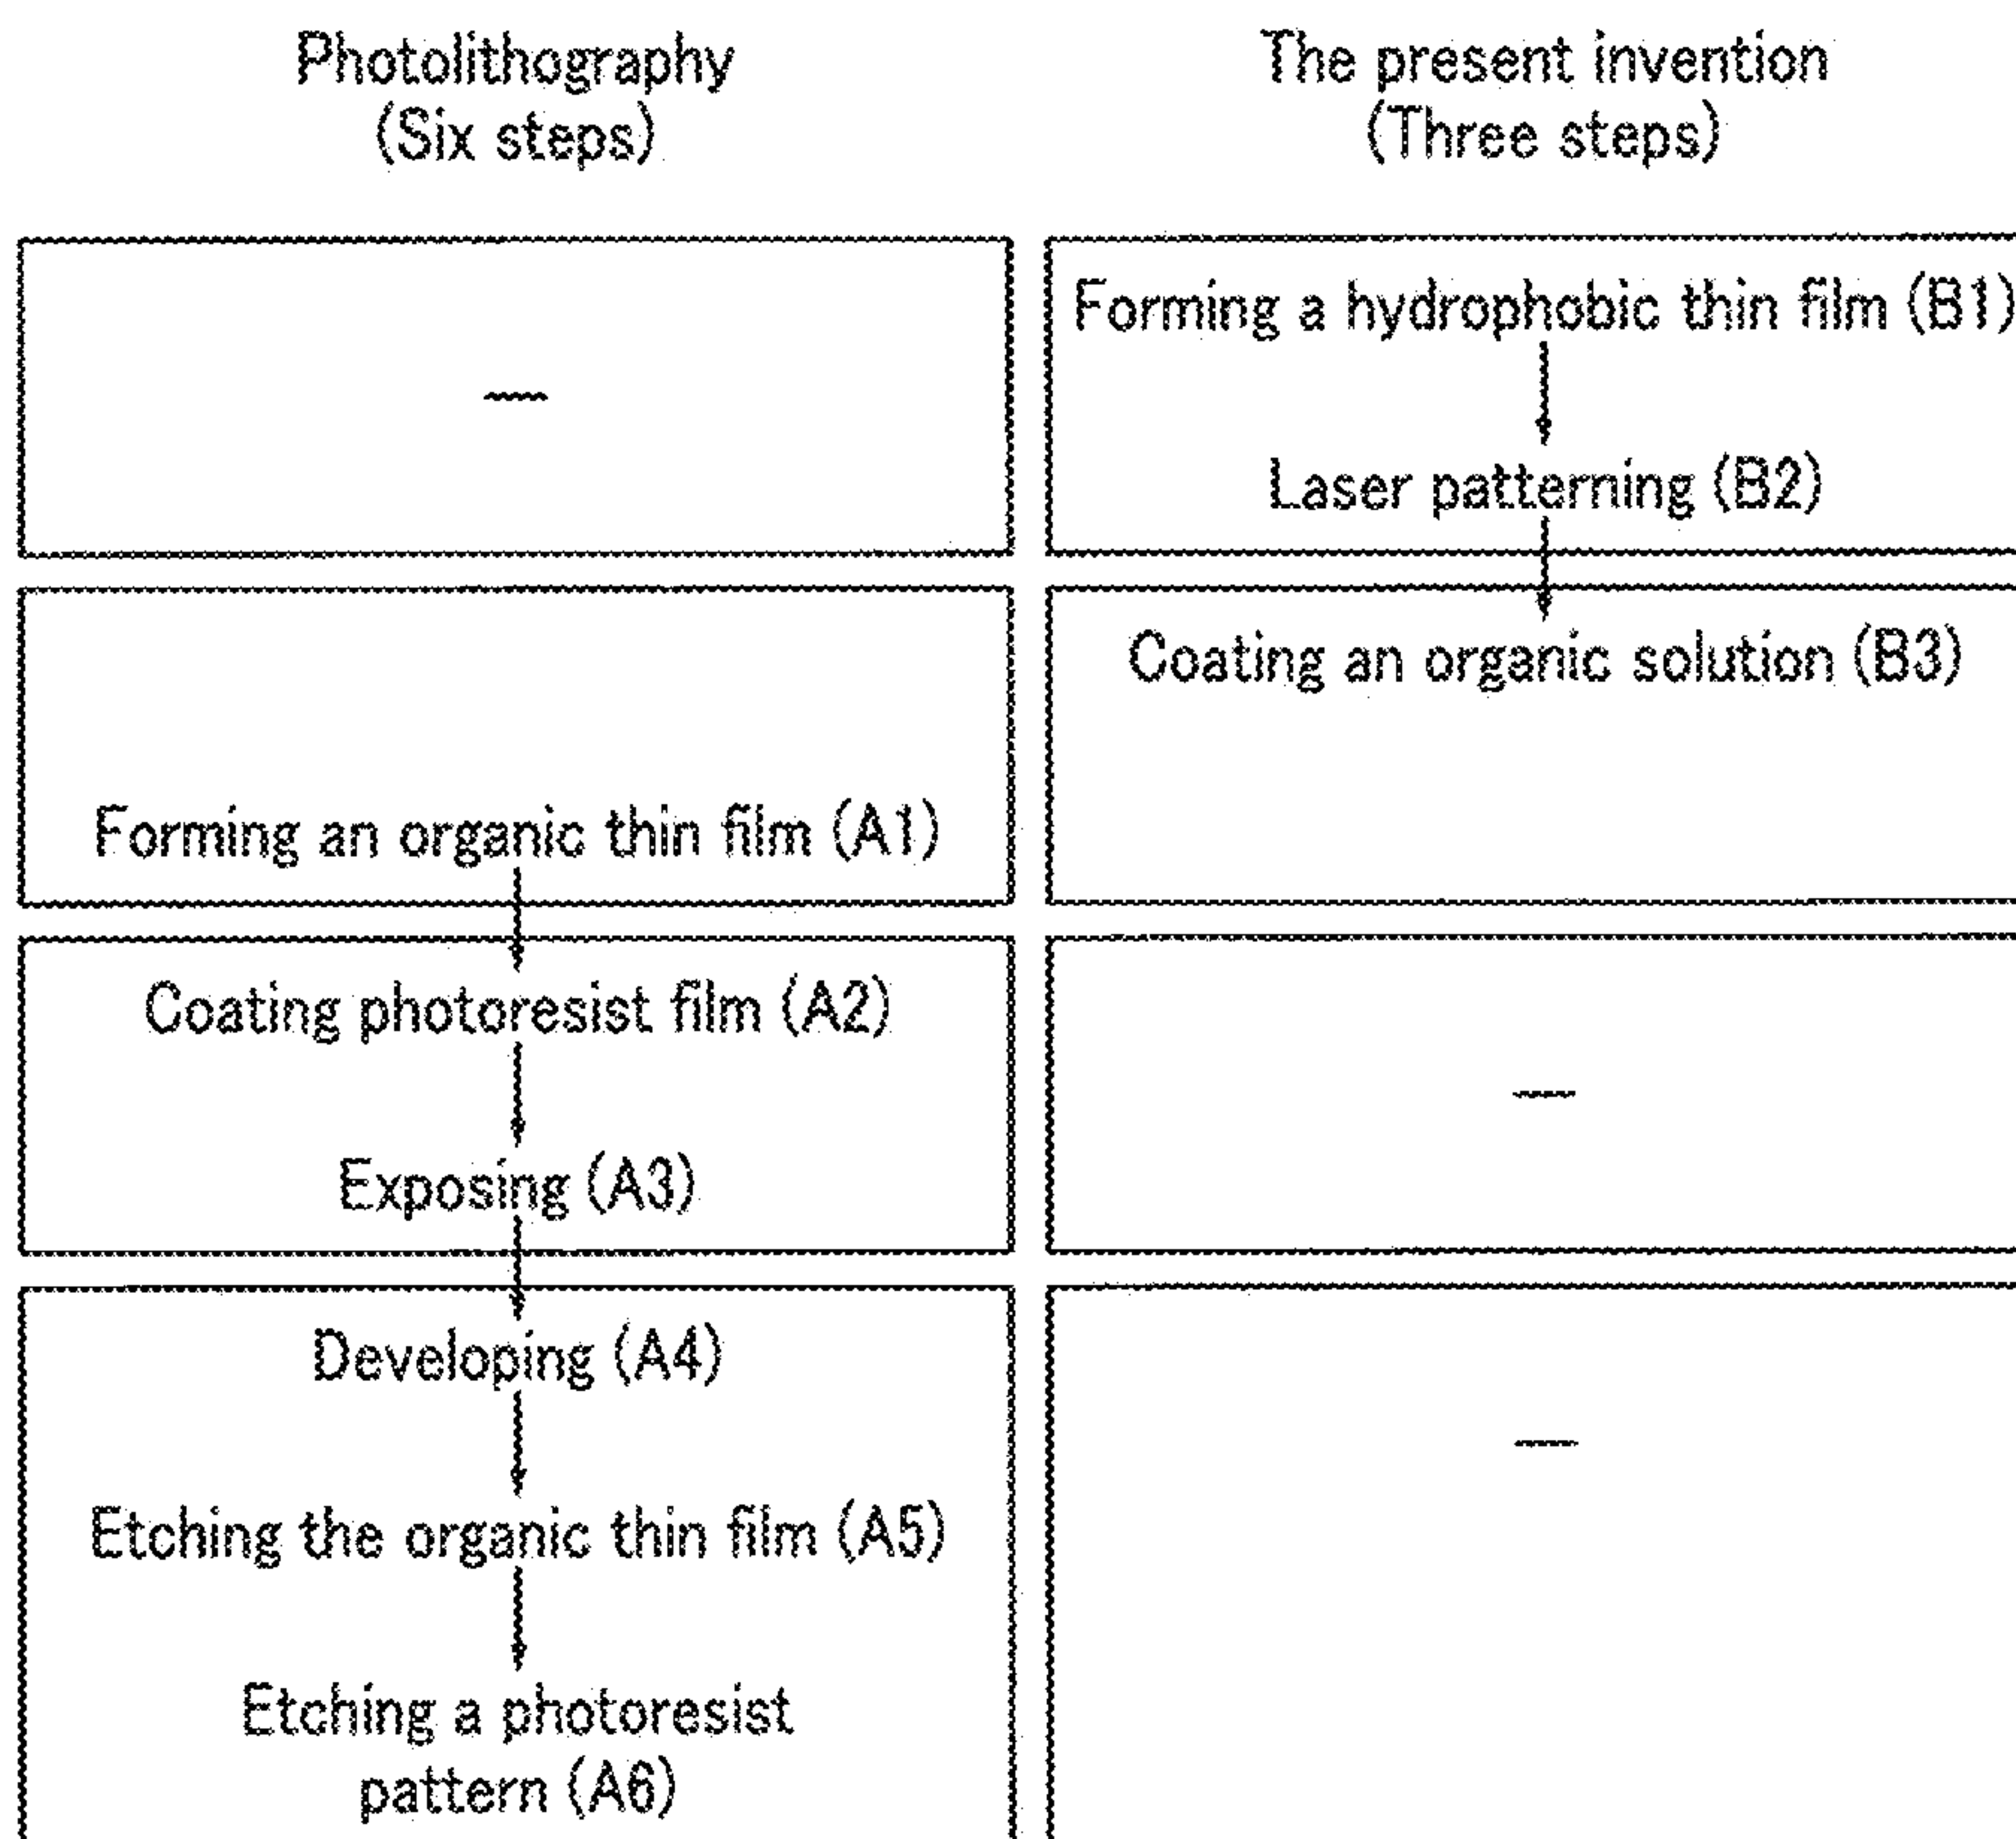 Photolithography
(Six steps)
The present invention
(Three steps)
—
Forming a hydrophobic thin film (B1)
Laser patterning (B2)
Forming an organic thin film (A1)
Coating an organic solution (B3)
Coating photoresist film (A2)
Exposing (A3)
—
Developing (A4)
Etching the organic thin film (A5)
Etching a photoresist
pattern (A6)
—